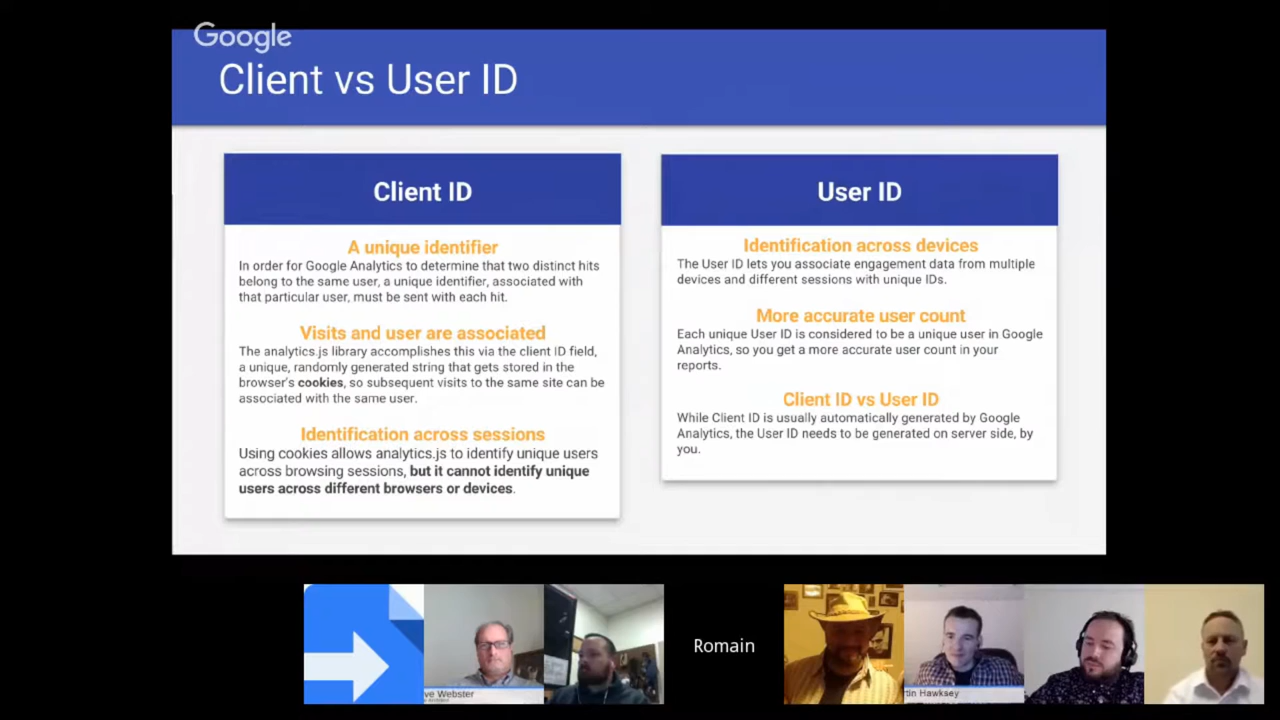 Google
Client vs User ID
Client ID
A unique identifier
In order for Google Analytics to determine that two distinct hits
belong to the same user, a unique identifier, associated with
that particular user, must be sent with each hit.
Visits and user are associated
The analytics.js library accomplishes this via the client ID field,
a unique, randomly generated string that gets stored in the
browser's cookies, so subsequent visits to the same site can be
associated with the same user.
Identification across sessions
Using cookies allows analytics.js to identify unique users
across browsing sessions, but it cannot identify unique
users across different browsers or devices.
User ID
Identification across devices
The User ID lets you associate engagement data from multiple
devices and different sessions with unique IDs.
More accurate user count
Each unique User ID is considered to be a unique user in Google
Analytics, so you get a more accurate user count in your
reports.
Client ID vs User ID
While Client ID is usually automatically generated by Google
Analytics, the User ID needs to be generated on server side, by
you.
ve Webster
Romain
tin Hawksey